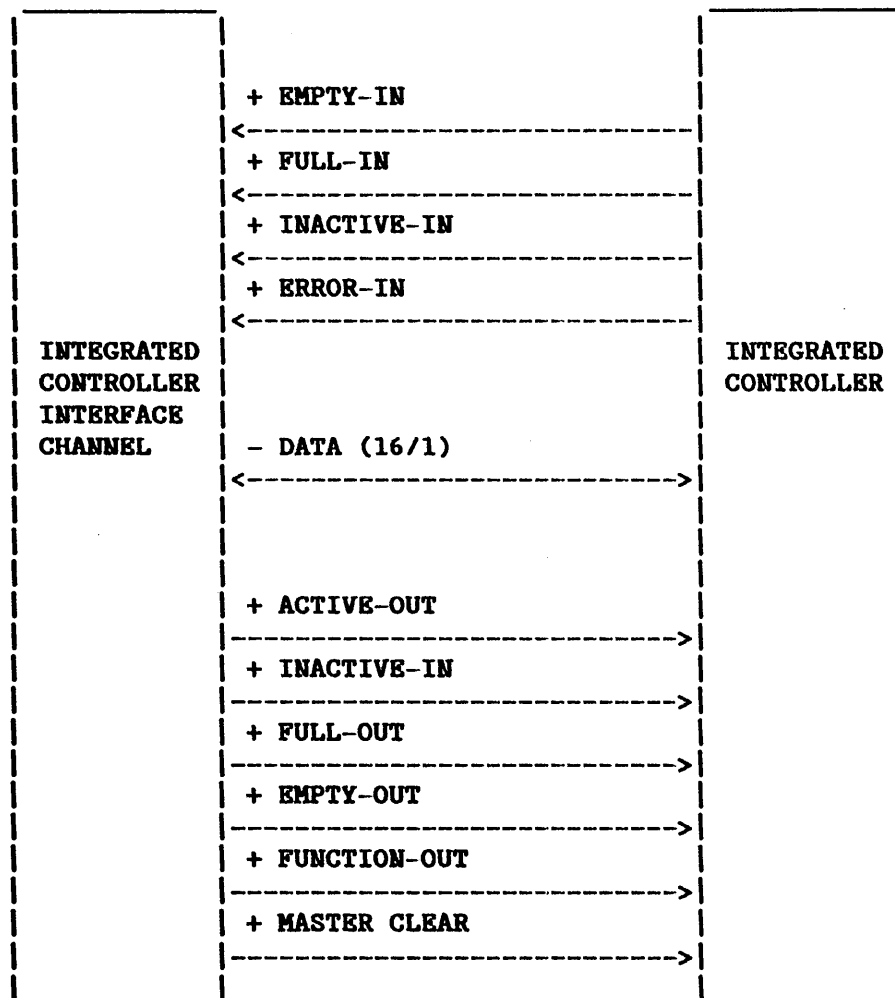 + EMPTY-IN
+ FULL-IN
+ INACTIVE-IN
+ ERROR-IN
INTEGRATED
CONTROLLER
INTERFACE
CHANNEL
INTEGRATED
CONTROLLER
- DATA (16/1)
+ ACTIVE-OUT
+ INACTIVE-IN
+ FULL-OUT
+ EMPTY-OUT
+ FUNCTION-OUT
+ MASTER CLEAR